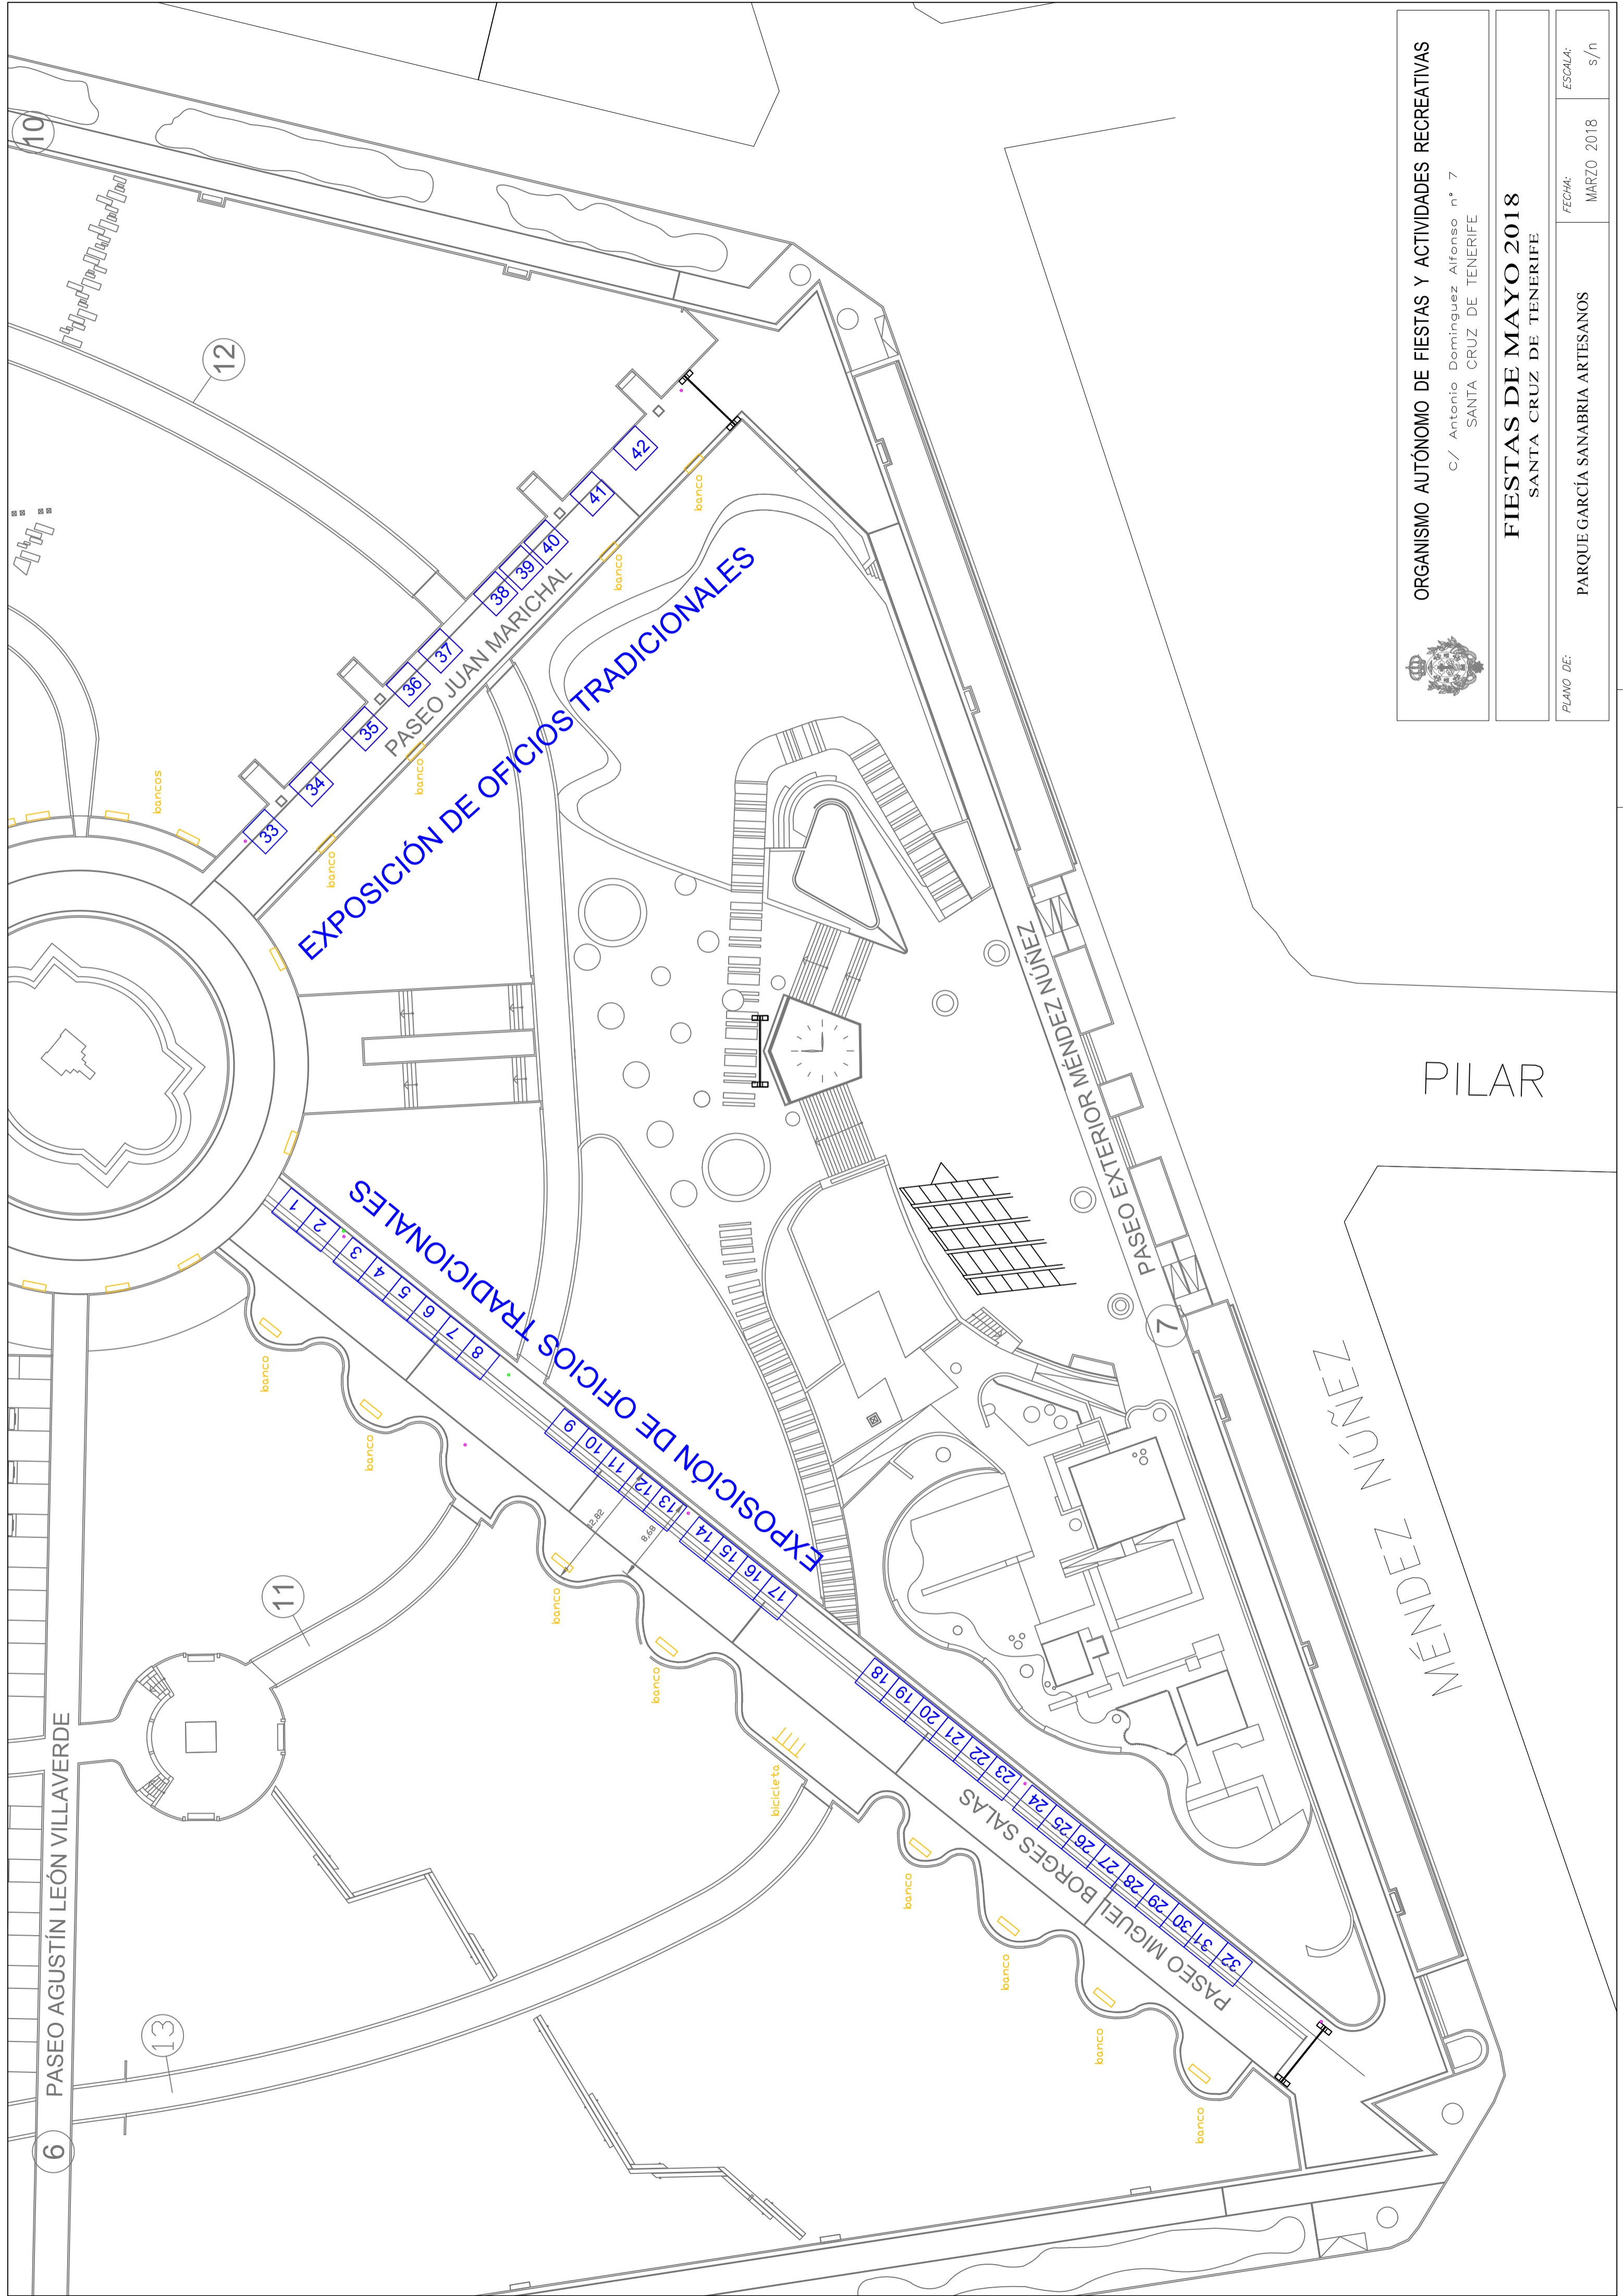 ORGANISMO AUTÓNOMO DE FIESTAS Y ACTIVIDADES RECREATIVAS
C/ Antonio Domínguez Alfonso nº 7
SANTA CRUZ DE TENERIFE
FIESTAS DE MAYO 2018
SANTA CRUZ DE TENERIFE
PLANO DE:
PARQUE GARCÍA SANABRIA ARTESANOS
FECHA:
MARZO 2018
ESCALA:
s/n
10
12
bancos
33
34
35
36
37
38
39
40
41
42
PASEO JUAN MARICHAL
banco
banco
banco
banco
EXPOSICIÓN DE OFICIOS TRADICIONALES
PASEO EXTERIOR MÉNDEZ NÚÑEZ
7
PILAR
MÉNDEZ NÚÑEZ
EXPOSICIÓN DE OFICIOS TRADICIONALES
1
2
3
4
5
6
7
8
9
10
11
12
13
14
15
16
17
18
19
20
21
22
23
24
25
26
27
28
29
30
31
32
8,68
PASEO MIGUEL BORGES SALAS
banco
banco
banco
banco
bicicleta
banco
banco
banco
banco
11
13
6
PASEO AGUSTÍN LEÓN VILLAVERDE